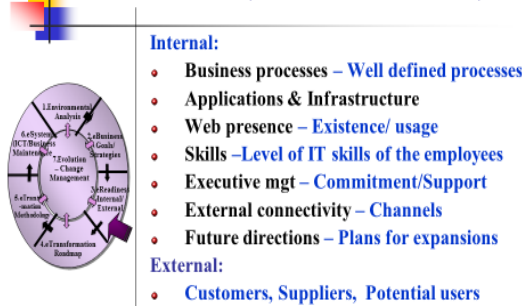 Internal:
Business processes – Well defined processes
Applications & Infrastructure
Web presence – Existence/ usage
Skills –Level of IT skills of the employees
Executive mgt – Commitment/Support
External connectivity – Channels
Future directions – Plans for expansions
External:
Customers, Suppliers, Potential users
1.Environmental
Analysis
2.eBusiness
Goals/
Strategies
3.eReadiness
Internal/
External
4.eTransformation
Roadmap
5.eTrans
-mation
Methodology
6.eSystem
ICT/Business
7.Evolution
– Change
Management